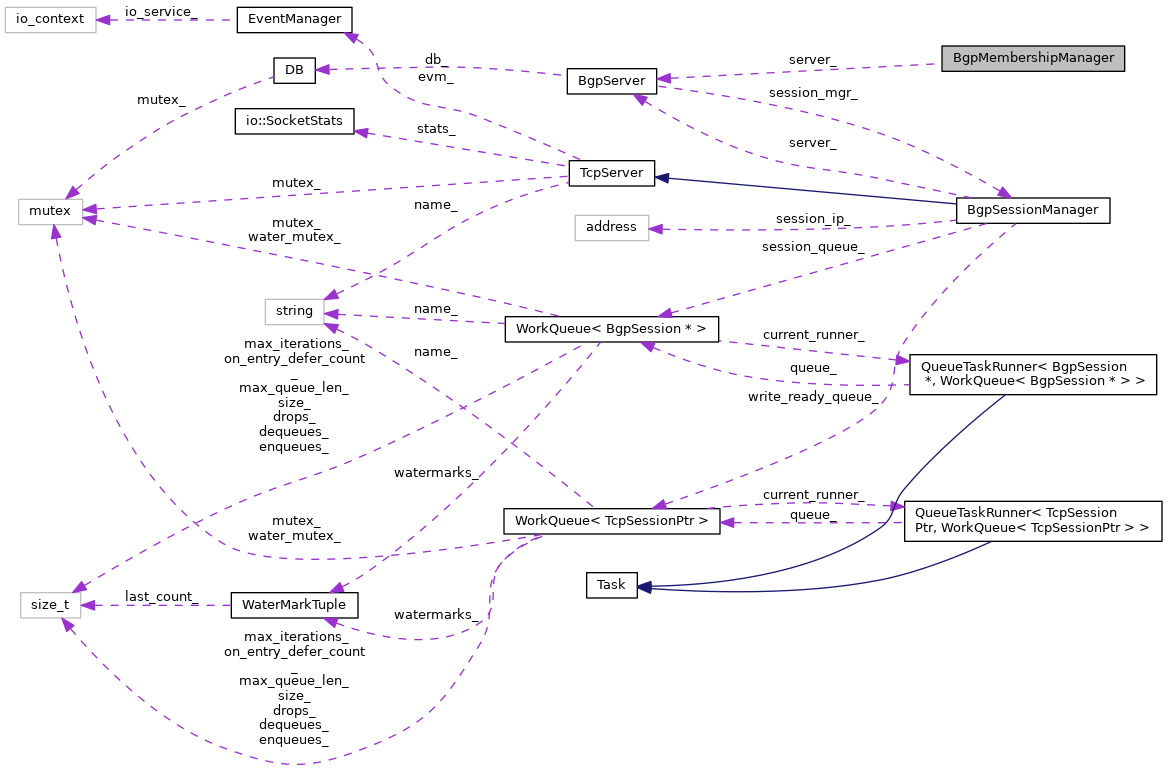 io_context
io_service_
EventManager
DB
db_
evm_
BgpServer
server_
BgpMembershipManager
mutex_
session_mgr_
io::SocketStats
stats_
server_
TcpServer
mutex
mutex_
name_
BgpSessionManager
mutex_
water_mutex_
address
session_ip_
session_queue_
string
name_
WorkQueue< BgpSession * >
current_runner_
max_iterations_
on_entry_defer_count
_
max_queue_len_
size_
drops_
dequeues_
enqueues_
name_
queue_
QueueTaskRunner< BgpSession
*, WorkQueue< BgpSession * > >
write_ready_queue_
watermarks_
current_runner_
mutex_
water_mutex_
WorkQueue< TcpSessionPtr >
queue_
QueueTaskRunner< TcpSession
Ptr, WorkQueue< TcpSessionPtr > >
Task
size_t
last_count_
WaterMarkTuple
watermarks_
max_iterations_
on_entry_defer_count
_
max_queue_len_
size_
drops_
dequeues_
enqueues_